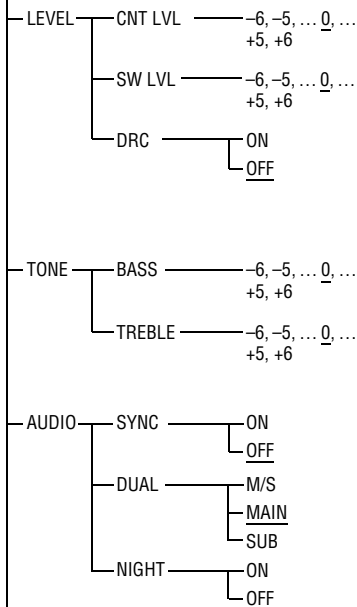 LEVEL CNT LVL –6, –5, … 0, …
+5, +6
SW LVL –6, –5, … 0, …
+5, +6
DRC ON
OFF
TONE BASS –6, –5, … 0, …
+5, +6
TREBLE –6, –5, … 0, …
+5, +6
AUDIO SYNC ON
OFF
DUAL M/S
MAIN
SUB
NIGHT ON
OFF